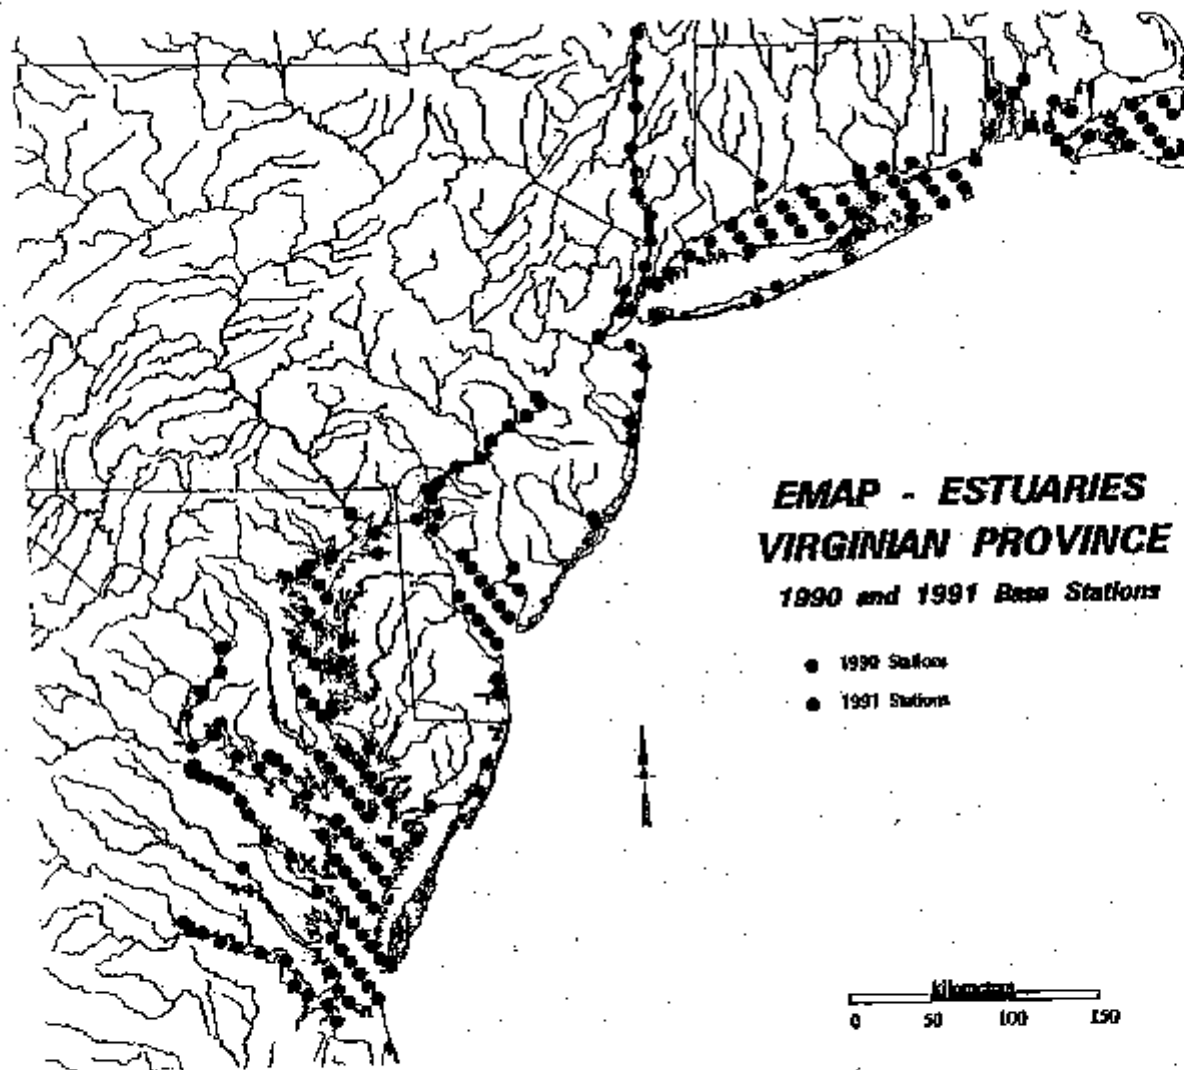 EMAP - ESTUARIES
VIRGINIAN PROVINCE
1990 and 1991 Base Stations
1990 Stations
1991 Stations
kilometers
0 50 100 150